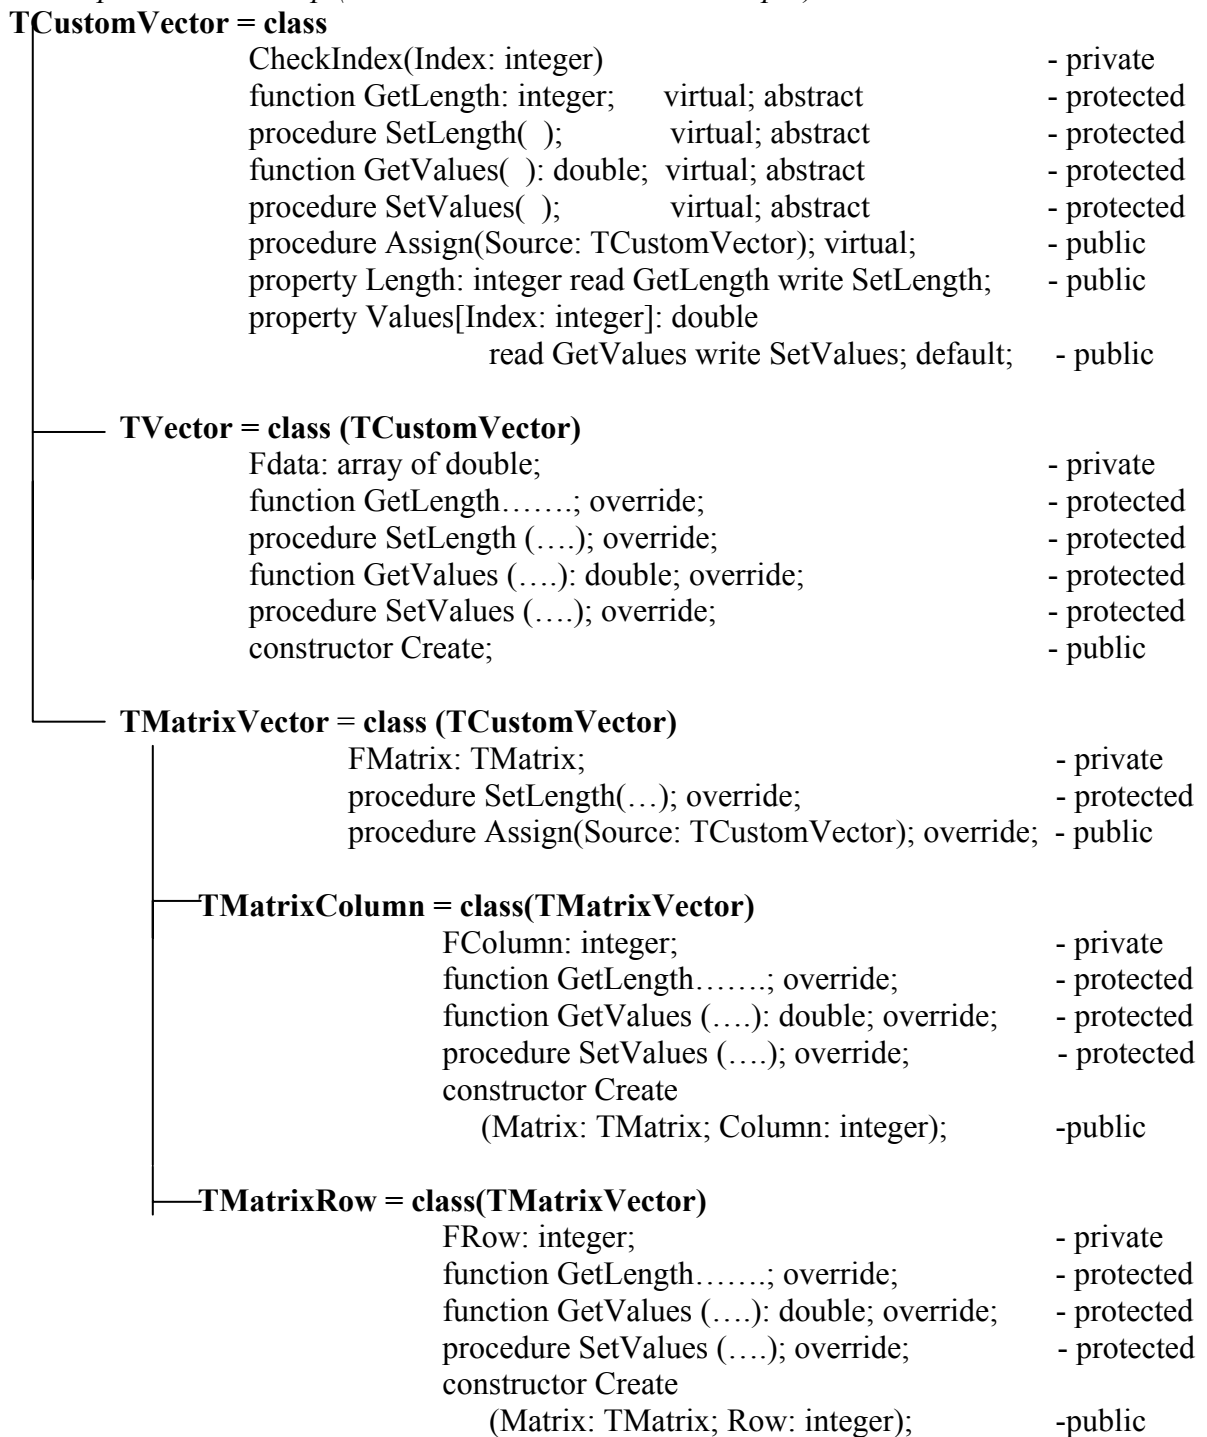 TCustomVector = class
CheckIndex(Index: integer) - private
function GetLength: integer; virtual; abstract - protected
procedure SetLength( ); virtual; abstract - protected
function GetValues( ): double; virtual; abstract - protected
procedure SetValues( ); virtual; abstract - protected
procedure Assign(Source: TCustomVector); virtual; - public
property Length: integer read GetLength write SetLength; - public
property Values[Index: integer]: double
read GetValues write SetValues; default; - public
TVector = class (TCustomVector)
Fdata: array of double; - private
function GetLength…….; override; - protected
procedure SetLength (….); override; - protected
function GetValues (….): double; override; - protected
procedure SetValues (….); override; - protected
constructor Create; - public
TMatrixVector = class (TCustomVector)
FMatrix: TMatrix; - private
procedure SetLength(…); override; - protected
procedure Assign(Source: TCustomVector); override; - public
TMatrixColumn = class(TMatrixVector)
FColumn: integer; - private
function GetLength…….; override; - protected
function GetValues (….): double; override; - protected
procedure SetValues (….); override; - protected
constructor Create
(Matrix: TMatrix; Column: integer); -public
TMatrixRow = class(TMatrixVector)
FRow: integer; - private
function GetLength…….; override; - protected
function GetValues (….): double; override; - protected
procedure SetValues (….); override; - protected
constructor Create
(Matrix: TMatrix; Row: integer); -public